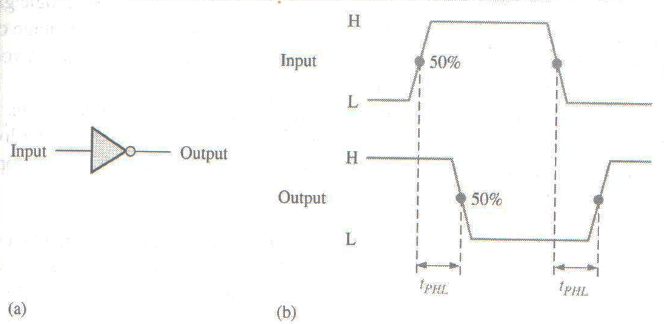 Input
Output
(a)
H
Input
50%
L
H
Output
50%
L
tPHL
tPHL
(b)